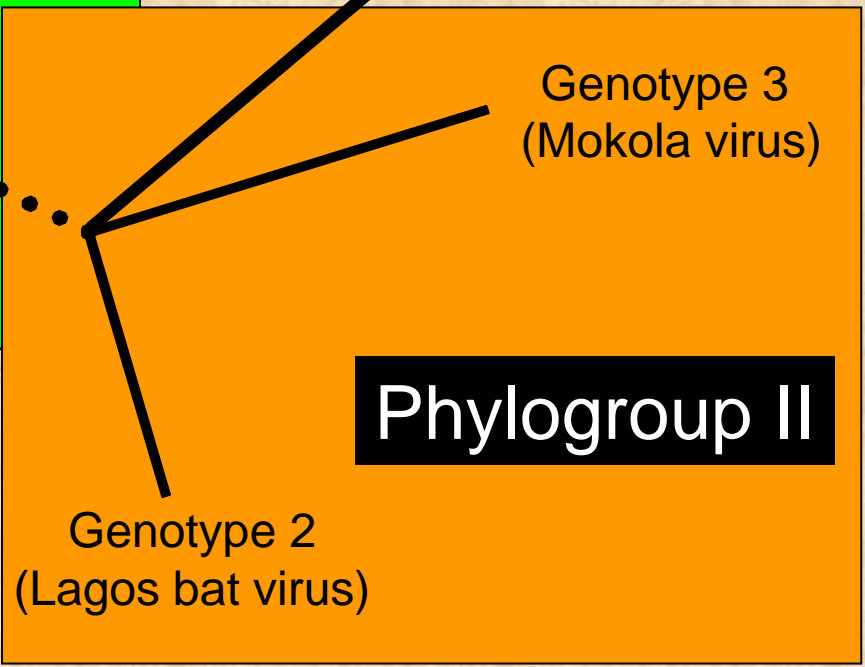 Genotype 3
(Mokola virus)
Phylogroup II
Genotype 2
(Lagos bat virus)